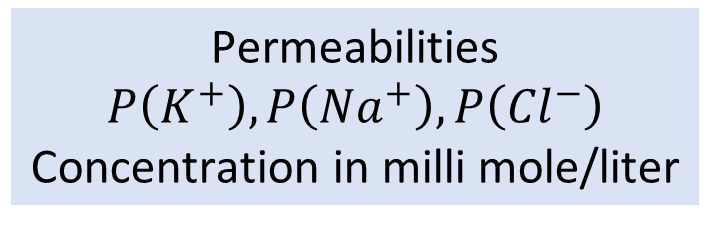 Permeabilities
P(K⁺), P(Na⁺), P(Cl⁻)
Concentration in milli mole/liter